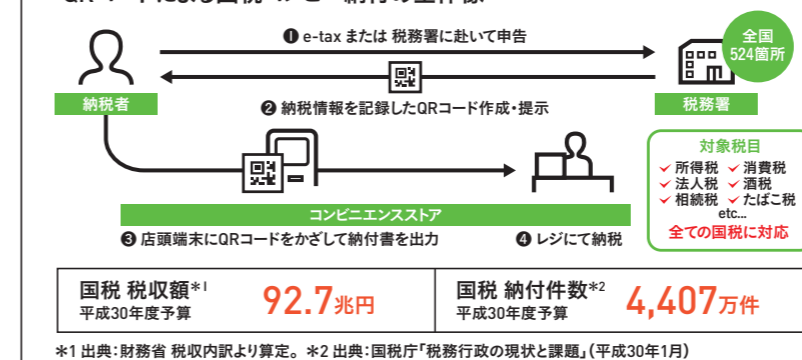 ❶ e-tax または 税務署に赴いて申告
全国
524箇所
納税者
税務署
❷ 納税情報を記録したQRコード作成・提示
対象税目
✓ 所得税 ✓ 消費税
✓ 法人税 ✓ 酒税
✓ 相続税 ✓ たばこ税
etc...
全ての国税に対応
コンビニエンスストア
❸ 店頭端末にQRコードをかざして納付書を出力 ❹ レジにて納税
国税 税収額*1
平成30年度予算
92.7兆円
国税 納付件数*2
平成30年度予算
4,407万件
*1 出典:財務省 税収内訳より算定。 *2 出典:国税庁「税務行政の現状と課題」(平成30年1月)